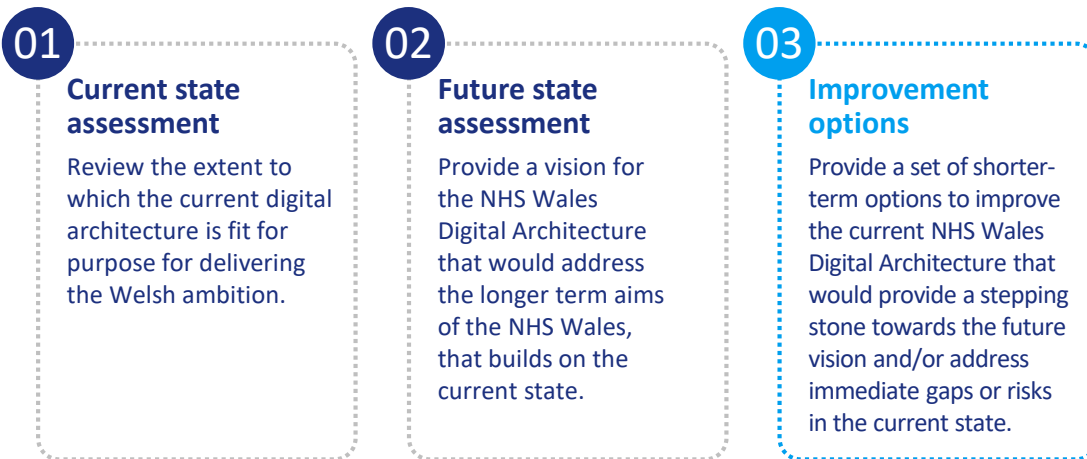 01
Current state
assessment
Review the extent to
which the current digital
architecture is fit for
purpose for delivering
the Welsh ambition.
02
Future state
assessment
Provide a vision for
the NHS Wales
Digital Architecture
that would address
the longer term aims
of the NHS Wales,
that builds on the
current state.
03
Improvement
options
Provide a set of shorter-
term options to improve
the current NHS Wales
Digital Architecture that
would provide a stepping
stone towards the future
vision and/or address
immediate gaps or risks
in the current state.